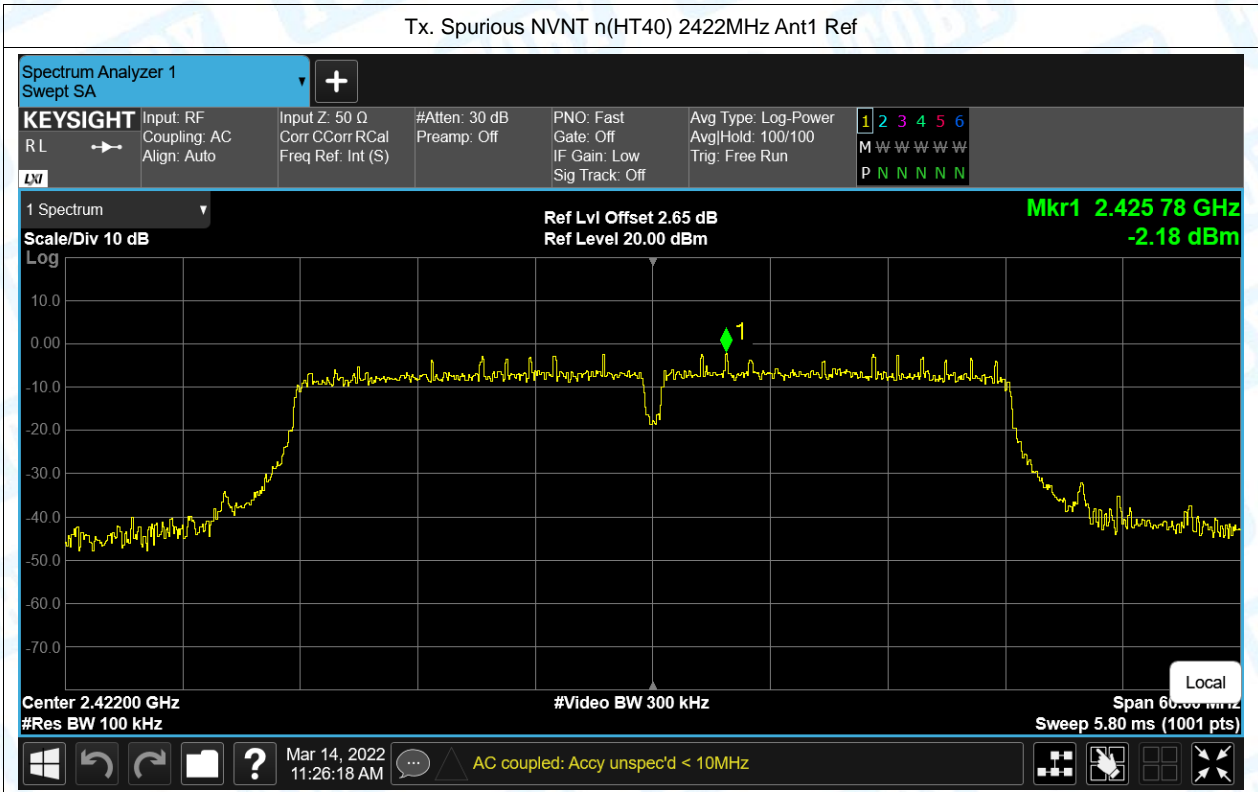 Tx. Spurious NVNT n(HT40) 2422MHz Ant1 Ref
Spectrum Analyzer 1
Swept SA
KEYSIGHT
RL
LXI
Input: RF
Coupling: AC
Align: Auto
Input Z: 50 Ω
Corr CCorr RCal
Freq Ref: Int (S)
#Atten: 30 dB
Preamp: Off
PNO: Fast
Gate: Off
IF Gain: Low
Sig Track: Off
Avg Type: Log-Power
Avg|Hold: 100/100
Trig: Free Run
1 2 3 4 5 6
M W W W W W
P N N N N N
1 Spectrum
Scale/Div 10 dB
Log
Ref Lvl Offset 2.65 dB
Ref Level 20.00 dBm
Mkr1 2.425 78 GHz
-2.18 dBm
10.0
0.00
-10.0
-20.0
-30.0
-40.0
-50.0
-60.0
-70.0
1
Local
Center 2.42200 GHz
#Video BW 300 kHz
Span 60.00 MHz
#Res BW 100 kHz
Sweep 5.80 ms (1001 pts)
?
Mar 14, 2022
11:26:18 AM
AC coupled: Accy unspec'd < 10MHz